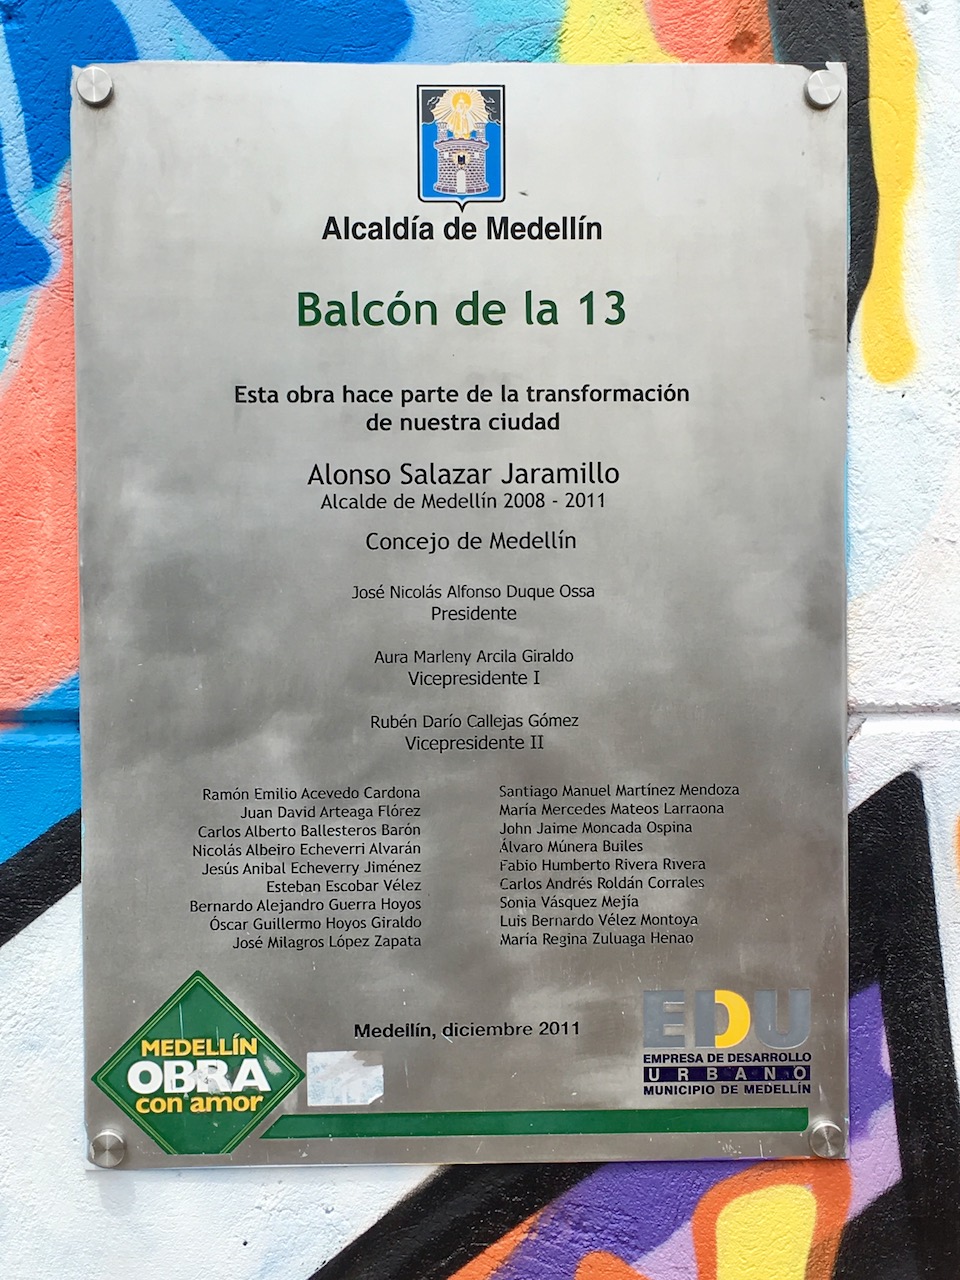 Alcaldía de Medellín
Balcón de la 13
Esta obra hace parte de la transformación
de nuestra ciudad
Alonso Salazar Jaramillo
Alcalde de Medellín 2008 - 2011
Concejo de Medellín
José Nicolás Alfonso Duque Ossa
Presidente
Aura Marleny Arcila Giraldo
Vicepresidente I
Rubén Darío Callejas Gómez
Vicepresidente II
Ramón Emilio Acevedo Cardona
Juan David Arteaga Flórez
Carlos Alberto Ballesteros Barón
Nicolás Albeiro Echeverri Alvarán
Jesús Anibal Echeverry Jiménez
Esteban Escobar Vélez
Bernardo Alejandro Guerra Hoyos
Óscar Guillermo Hoyos Giraldo
José Milagros López Zapata
Santiago Manuel Martínez Mendoza
María Mercedes Mateos Larraona
John Jaime Moncada Ospina
Álvaro Múnera Builes
Fabio Humberto Rivera Rivera
Carlos Andrés Roldán Corrales
Sonia Vásquez Mejía
Luis Bernardo Vélez Montoya
María Regina Zuluaga Henao
MEDELLÍN
OBRA
con amor
Medellín, diciembre 2011
EDU
EMPRESA DE DESARROLLO
URBANO
MUNICIPIO DE MEDELLÍN